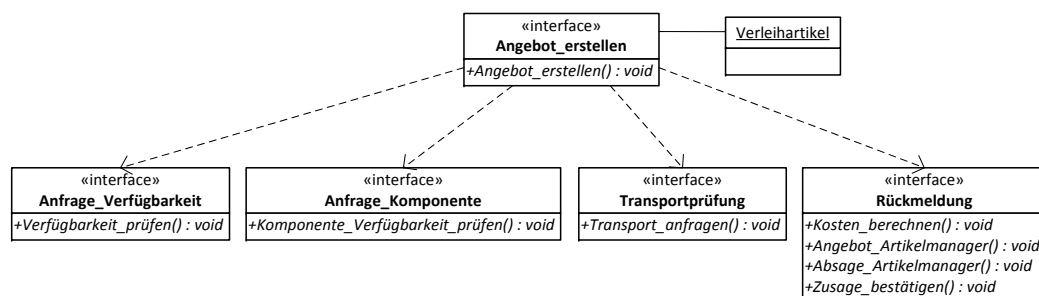 «interface»
Angebot_erstellen
+Angebot_erstellen() : void
Verleihartikel
«interface»
Anfrage_Verfügbarkeit
+Verfügbarkeit_prüfen() : void
«interface»
Anfrage_Komponente
+Komponente_Verfügbarkeit_prüfen() : void
«interface»
Transportprüfung
+Transport_anfragen() : void
«interface»
Rückmeldung
+Kosten_berechnen() : void
+Angebot_Artikelmanager() : void
+Absage_Artikelmanager() : void
+Zusage_bestätigen() : void